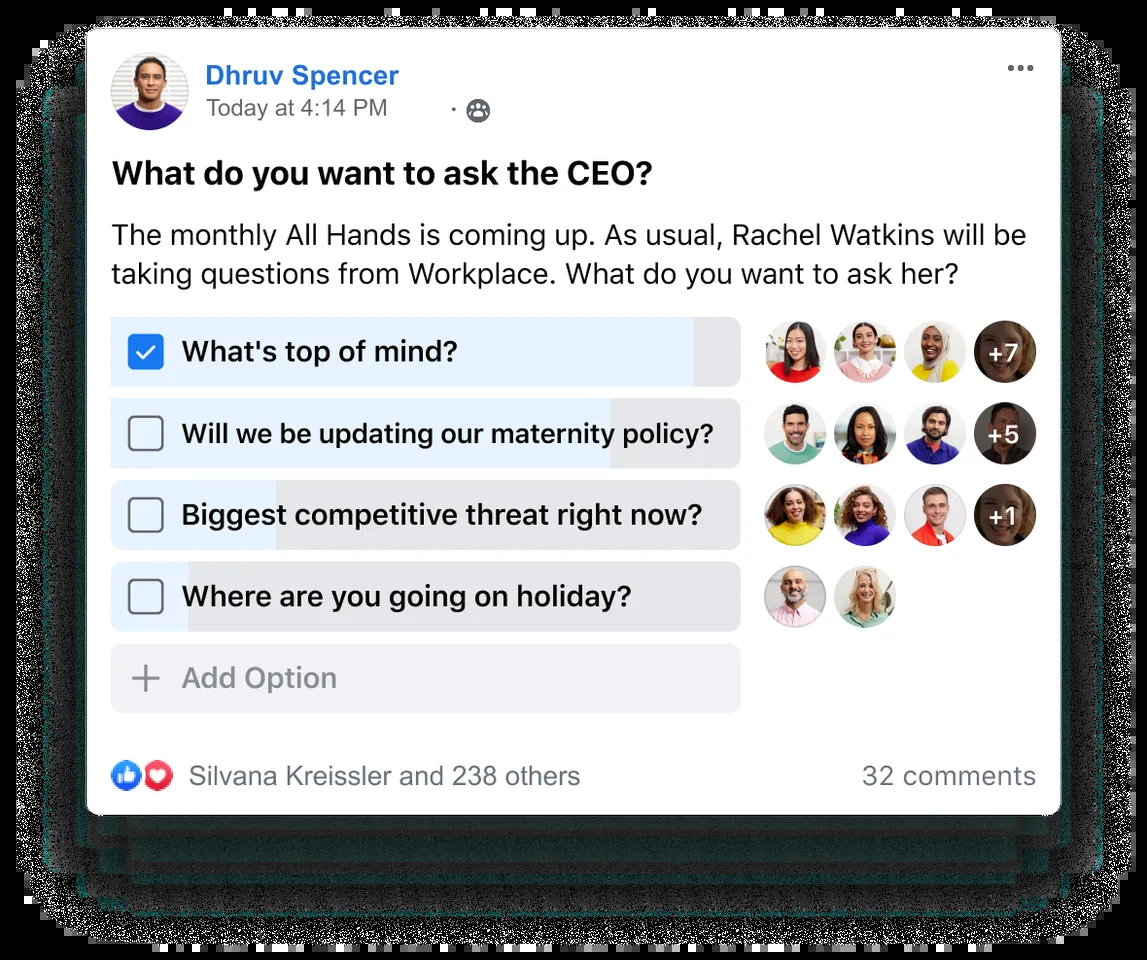 Dhruv Spencer
Today at 4:14 PM ·
What do you want to ask the CEO?
The monthly All Hands is coming up. As usual, Rachel Watkins will be
taking questions from Workplace. What do you want to ask her?
What's top of mind?
+7
Will we be updating our maternity policy?
+5
Biggest competitive threat right now?
+1
Where are you going on holiday?
Add Option
Silvana Kreissler and 238 others
32 comments